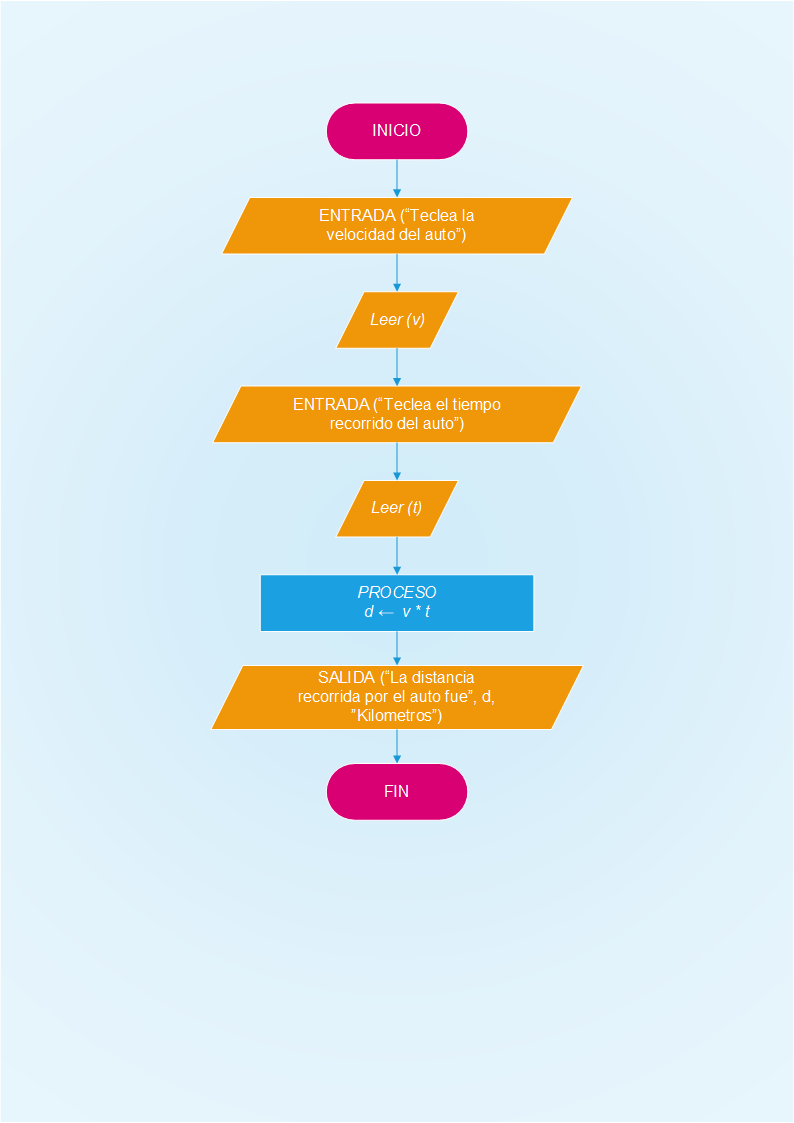 INICIO
ENTRADA (“Teclea la
velocidad del auto”)
Leer (v)
ENTRADA (“Teclea el tiempo
recorrido del auto”)
Leer (t)
PROCESO
d ← v * t
SALIDA (“La distancia
recorrida por el auto fue”, d,
”Kilometros”)
FIN